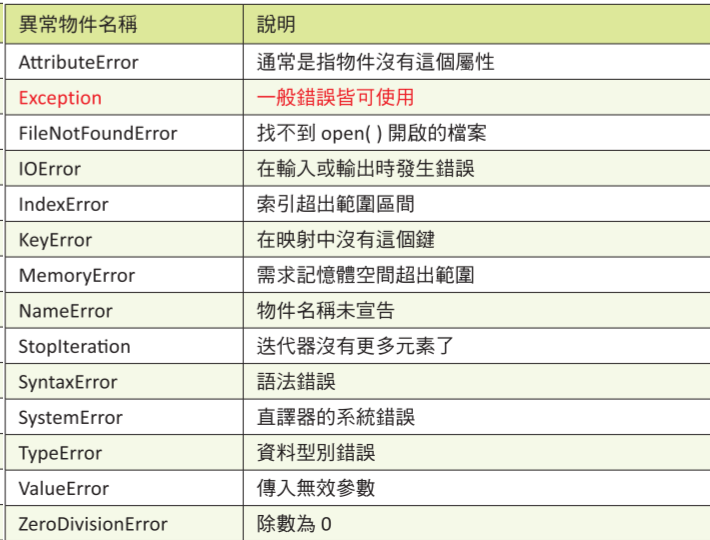 異常物件名稱 說明
AttributeError 通常是指物件沒有這個屬性
Exception 一般錯誤皆可使用
FileNotFoundError 找不到 open( ) 開啟的檔案
IOError 在輸入或輸出時發生錯誤
IndexError 索引超出範圍區間
KeyError 在映射中沒有這個鍵
MemoryError 需求記憶體空間超出範圍
NameError 物件名稱未宣告
StopIteration 迭代器沒有更多元素了
SyntaxError 語法錯誤
SystemError 直譯器的系統錯誤
TypeError 資料型別錯誤
ValueError 傳入無效參數
ZeroDivisionError 除數為 0